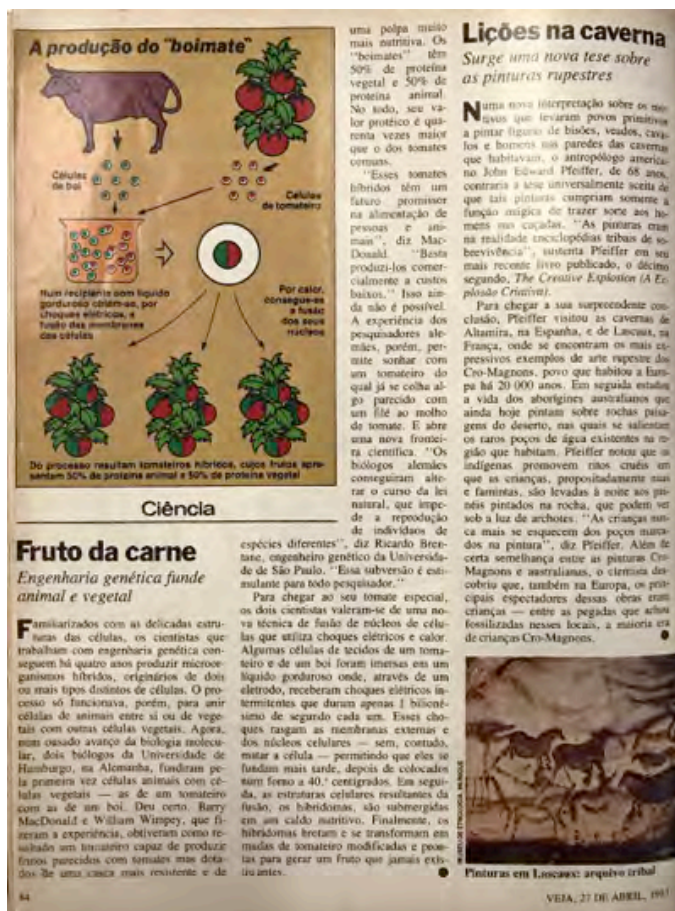 A produção do "boimate"
Células
de boi
Células
de tomateiro
Num recipiente com líquido
gorduroso obtém-se, por
choques elétricos, a
fusão das membranas
das células
Por calor,
consegue-se
a fusão
dos seus
núcleos
Do processo resultam tomateiros híbridos, cujos frutos apre-
sentam 50% de proteína animal e 50% de proteína vegetal
Ciência
Fruto da carne
Engenharia genética funde
animal e vegetal
Familiarizados com as delicadas estru-
turas das células, os cientistas que
trabalham com engenharia genética con-
seguem há quatro anos produzir microor-
ganismos híbridos, originários de dois
ou mais tipos distintos de células. O pro-
cesso só funcionava, porém, para unir
células de animais entre si ou de vege-
tais com outras células vegetais. Agora,
num ousado avanço da biologia molecu-
lar, dois biólogos da Universidade de
Hamburgo, na Alemanha, fundiram pe-
la primeira vez células animais com cé-
lulas vegetais — as de um tomateiro
com as de um boi. Deu certo. Barry
MacDonald e William Wimpey, que fi-
zeram a experiência, obtiveram como re-
sultado um tomateiro capaz de produzir
frutos parecidos com tomates mas dota-
dos de uma casca mais resistente e de
uma polpa muito
mais nutritiva. Os
"boimates" têm
50% de proteína
vegetal e 50% de
proteína animal.
No todo, seu va-
lor protéico é qua-
renta vezes maior
que o dos tomates
comuns.
"Esses tomates
híbridos têm um
futuro promissor
na alimentação de
pessoas e ani-
mais", diz Mac-
Donald. "Basta
produzi-los comer-
cialmente a custos
baixos." Isso ain-
da não é possível.
A experiência dos
pesquisadores ale-
mães, porém, per-
mite sonhar com
um tomateiro do
qual já se colha al-
go parecido com
um filé ao molho
de tomate. E abre
uma nova frontei-
ra científica. "Os
biólogos alemães
conseguiram alte-
rar o curso da lei
natural, que impe-
de a reprodução
de indivíduos de
espécies diferentes", diz Ricardo Bren-
tane, engenheiro genético da Universida-
de de São Paulo. "Essa subversão é esti-
mulante para todo pesquisador."
Para chegar ao seu tomate especial,
os dois cientistas valeram-se de uma no-
va técnica de fusão de núcleos de célu-
las que utiliza choques elétricos e calor.
Algumas células de tecidos de um toma-
teiro e de um boi foram imersas em um
líquido gorduroso onde, através de um
eletrodo, receberam choques elétricos in-
termitentes que duram apenas 1 bilioné-
simo de segundo cada um. Esses cho-
ques rasgam as membranas externas e
dos núcleos celulares — sem, contudo,
matar a célula — permitindo que eles se
fundam mais tarde, depois de colocados
num forno a 40.° centígrados. Em segui-
da, as estruturas celulares resultantes da
fusão, os hibridomas, são submergidas
em um caldo nutritivo. Finalmente, os
hibridomas brotam e se transformam em
mudas de tomateiro modificadas e pron-
tas para gerar um fruto que jamais exis-
tiu antes.
Lições na caverna
Surge uma nova tese sobre
as pinturas rupestres
Numa nova interpretação sobre os mo-
tivos que levaram povos primitivos
a pintar figuras de bisões, veados, cava-
los e homens nas paredes das cavernas
que habitavam, o antropólogo america-
no John Edward Pfeiffer, de 68 anos,
contraria a tese universalmente aceita de
que tais pinturas cumpriam somente a
função mágica de trazer sorte aos ho-
mens nas caçadas. "As pinturas eram
na realidade enciclopédias tribais de so-
brevivência", sustenta Pfeiffer em seu
mais recente livro publicado, o décimo
segundo, The Creative Explosion (A Ex-
plosão Criativa).
Para chegar a sua surpreendente con-
clusão, Pfeiffer visitou as cavernas de
Altamira, na Espanha, e de Lascaux, na
França, onde se encontram os mais ex-
pressivos exemplos de arte rupestre dos
Cro-Magnons, povo que habitou a Euro-
pa há 20 000 anos. Em seguida estudou
a vida dos aborígines australianos que
ainda hoje pintam sobre rochas paisa-
gens do deserto, nas quais se salientam
os raros poços de água existentes na re-
gião que habitam. Pfeiffer notou que os
indígenas promovem ritos cruéis em
que as crianças, propositadamente nuas
e famintas, são levadas à noite aos pai-
néis pintados na rocha, que podem ver
sob a luz de archotes. "As crianças nun-
ca mais se esquecem dos poços marca-
dos na pintura", diz Pfeiffer. Além de
certa semelhança entre as pinturas Cro-
Magnons e australianas, o cientista des-
cobriu que, também na Europa, os prin-
cipais espectadores dessas obras eram
crianças — entre as pegadas que achou
fossilizadas nesses locais, a maioria era
de crianças Cro-Magnons.
Pinturas em Lascaux: arquivo tribal
84
VEJA, 27 DE ABRIL, 1983